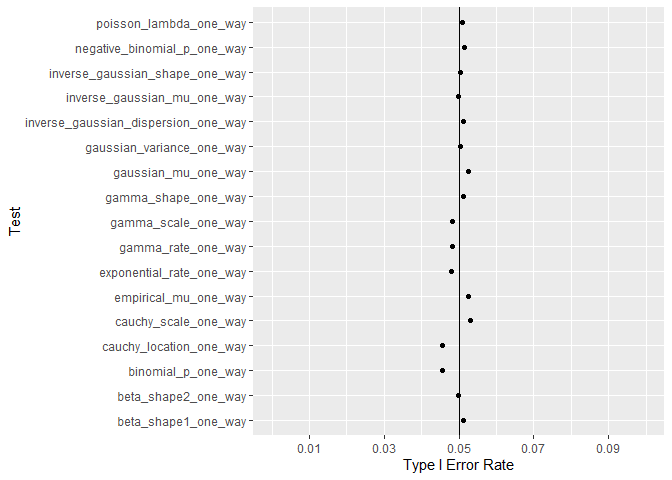 poisson_lambda_one_way
negative_binomial_p_one_way
inverse_gaussian_shape_one_way
inverse_gaussian_mu_one_way
inverse_gaussian_dispersion_one_way
gaussian_variance_one_way
gaussian_mu_one_way
gamma_shape_one_way
gamma_scale_one_way
gamma_rate_one_way
exponential_rate_one_way
empirical_mu_one_way
cauchy_scale_one_way
cauchy_location_one_way
binomial_p_one_way
beta_shape2_one_way
beta_shape1_one_way
Test
0.01 0.03 0.05 0.07 0.09
Type I Error Rate